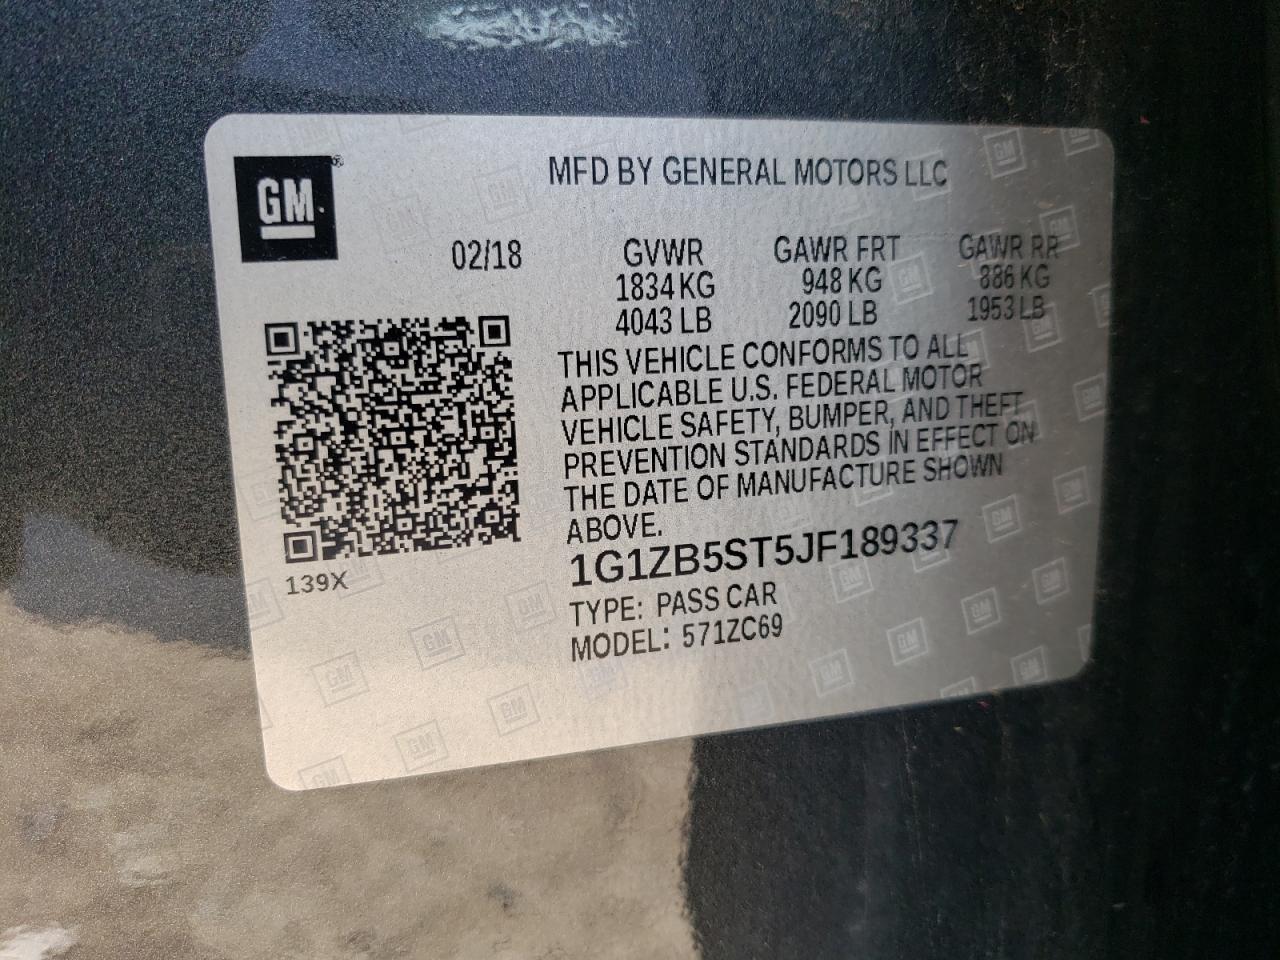 GM
MFD BY GENERAL MOTORS LLC
02/18 GVWR GAWR FRT GAWR RR
1834 KG 948 KG 886 KG
4043 LB 2090 LB 1953 LB
THIS VEHICLE CONFORMS TO ALL
APPLICABLE U.S. FEDERAL MOTOR
VEHICLE SAFETY, BUMPER, AND THEFT
PREVENTION STANDARDS IN EFFECT ON
THE DATE OF MANUFACTURE SHOWN
ABOVE.
1G1ZB5ST5JF189337
TYPE: PASS CAR
MODEL: 571ZC69
139X